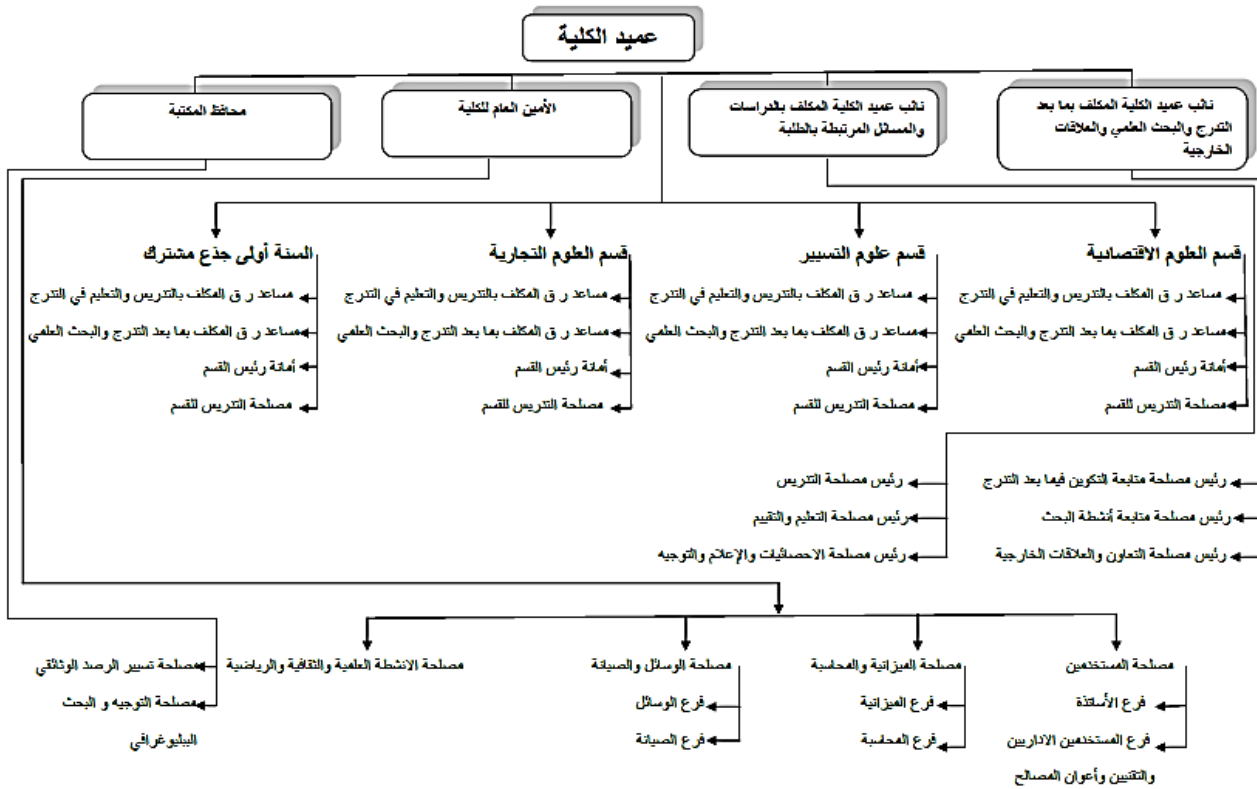 عميد الكلية
نائب عميد الكلية المكلف بما بعد
التدرج والبحث العلمي والعلاقات
الخارجية
نائب عميد الكلية المكلف بالدراسات
والمسائل المرتبطة بالطلبة
الأمين العام للكلية
محافظ المكتبة
قسم العلوم الاقتصادية
مساعد ر ق المكلف بالتدريس والتعليم في التدرج
مساعد ر ق المكلف بما بعد التدرج والبحث العلمي
أمانة رئيس القسم
مصلحة التدريس للقسم
قسم علوم التسيير
مساعد ر ق المكلف بالتدريس والتعليم في التدرج
مساعد ر ق المكلف بما بعد التدرج والبحث العلمي
أمانة رئيس القسم
مصلحة التدريس للقسم
قسم العلوم التجارية
مساعد ر ق المكلف بالتدريس والتعليم في التدرج
مساعد ر ق المكلف بما بعد التدرج والبحث العلمي
أمانة رئيس القسم
مصلحة التدريس للقسم
السنة أولى جذع مشترك
مساعد ر ق المكلف بالتدريس والتعليم في التدرج
مساعد ر ق المكلف بما بعد التدرج والبحث العلمي
أمانة رئيس القسم
مصلحة التدريس للقسم
رئيس مصلحة متابعة التكوين فيما بعد التدرج
رئيس مصلحة متابعة أنشطة البحث
رئيس مصلحة التعاون والعلاقات الخارجية
رئيس مصلحة التدريس
رئيس مصلحة التعليم والتقييم
رئيس مصلحة الاحصائيات والإعلام والتوجيه
مصلحة المستخدمين
فرع الأساتذة
فرع المستخدمين الاداريين
والتقنيين وأعوان المصالح
مصلحة الميزانية والمحاسبة
فرع الميزانية
فرع المحاسبة
مصلحة الوسائل والصيانة
فرع الوسائل
فرع الصيانة
مصلحة الانشطة العلمية والثقافية والرياضية
مصلحة تسيير الرصد الوثائقي
مصلحة التوجيه و البحث
الببليوغرافي